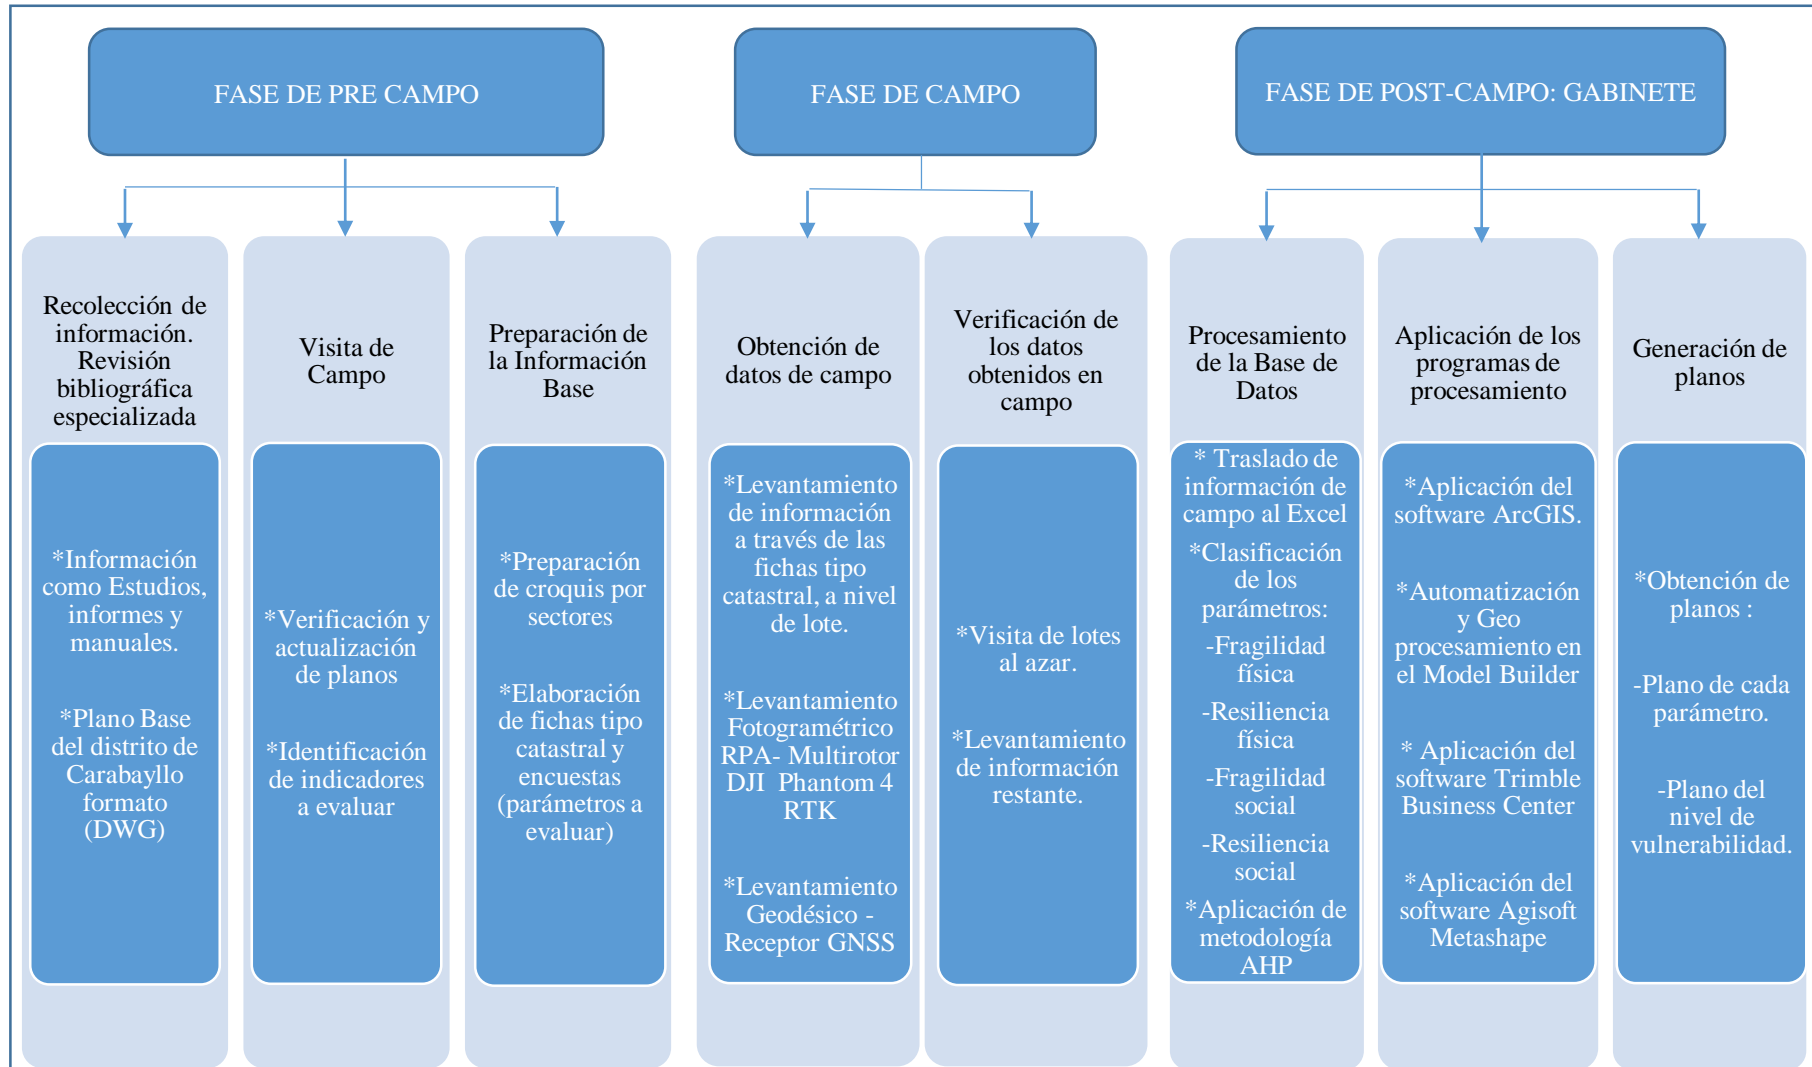 FASE DE PRE CAMPO
Recolección de
información.
Revisión
bibliográfica
especializada
*Información
como Estudios,
informes y
manuales.
*Plano Base
del distrito de
Carabayllo
formato
(DWG)
Visita de
Campo
*Verificación y
actualización
de planos
*Identificación
de indicadores
a evaluar
Preparación de
la Información
Base
*Preparación
de croquis por
sectores
*Elaboración
de fichas tipo
catastral y
encuestas
(parámetros a
evaluar)
FASE DE CAMPO
Obtención de
datos de campo
*Levantamiento
de información
a través de las
fichas tipo
catastral, a nivel
de lote.
*Levantamiento
Fotogramétrico
RPA- Multirotor
DJI Phantom 4
RTK
*Levantamiento
Geodésico -
Receptor GNSS
Verificación de
los datos
obtenidos en
campo
*Visita de lotes
al azar.
*Levantamiento
de información
restante.
FASE DE POST-CAMPO: GABINETE
Procesamiento
de la Base de
Datos
* Traslado de
información de
campo al Excel
*Clasificación
de los
parámetros:
-Fragilidad
física
-Resiliencia
física
-Fragilidad
social
-Resiliencia
social
*Aplicación de
metodología
AHP
Aplicación de los
programas de
procesamiento
*Aplicación del
software ArcGIS.
*Automatización
y Geo
procesamiento en
el Model Builder
* Aplicación del
software Trimble
Business Center
*Aplicación del
software Agisoft
Metashape
Generación de
planos
*Obtención de
planos :
-Plano de cada
parámetro.
-Plano del
nivel de
vulnerabilidad.